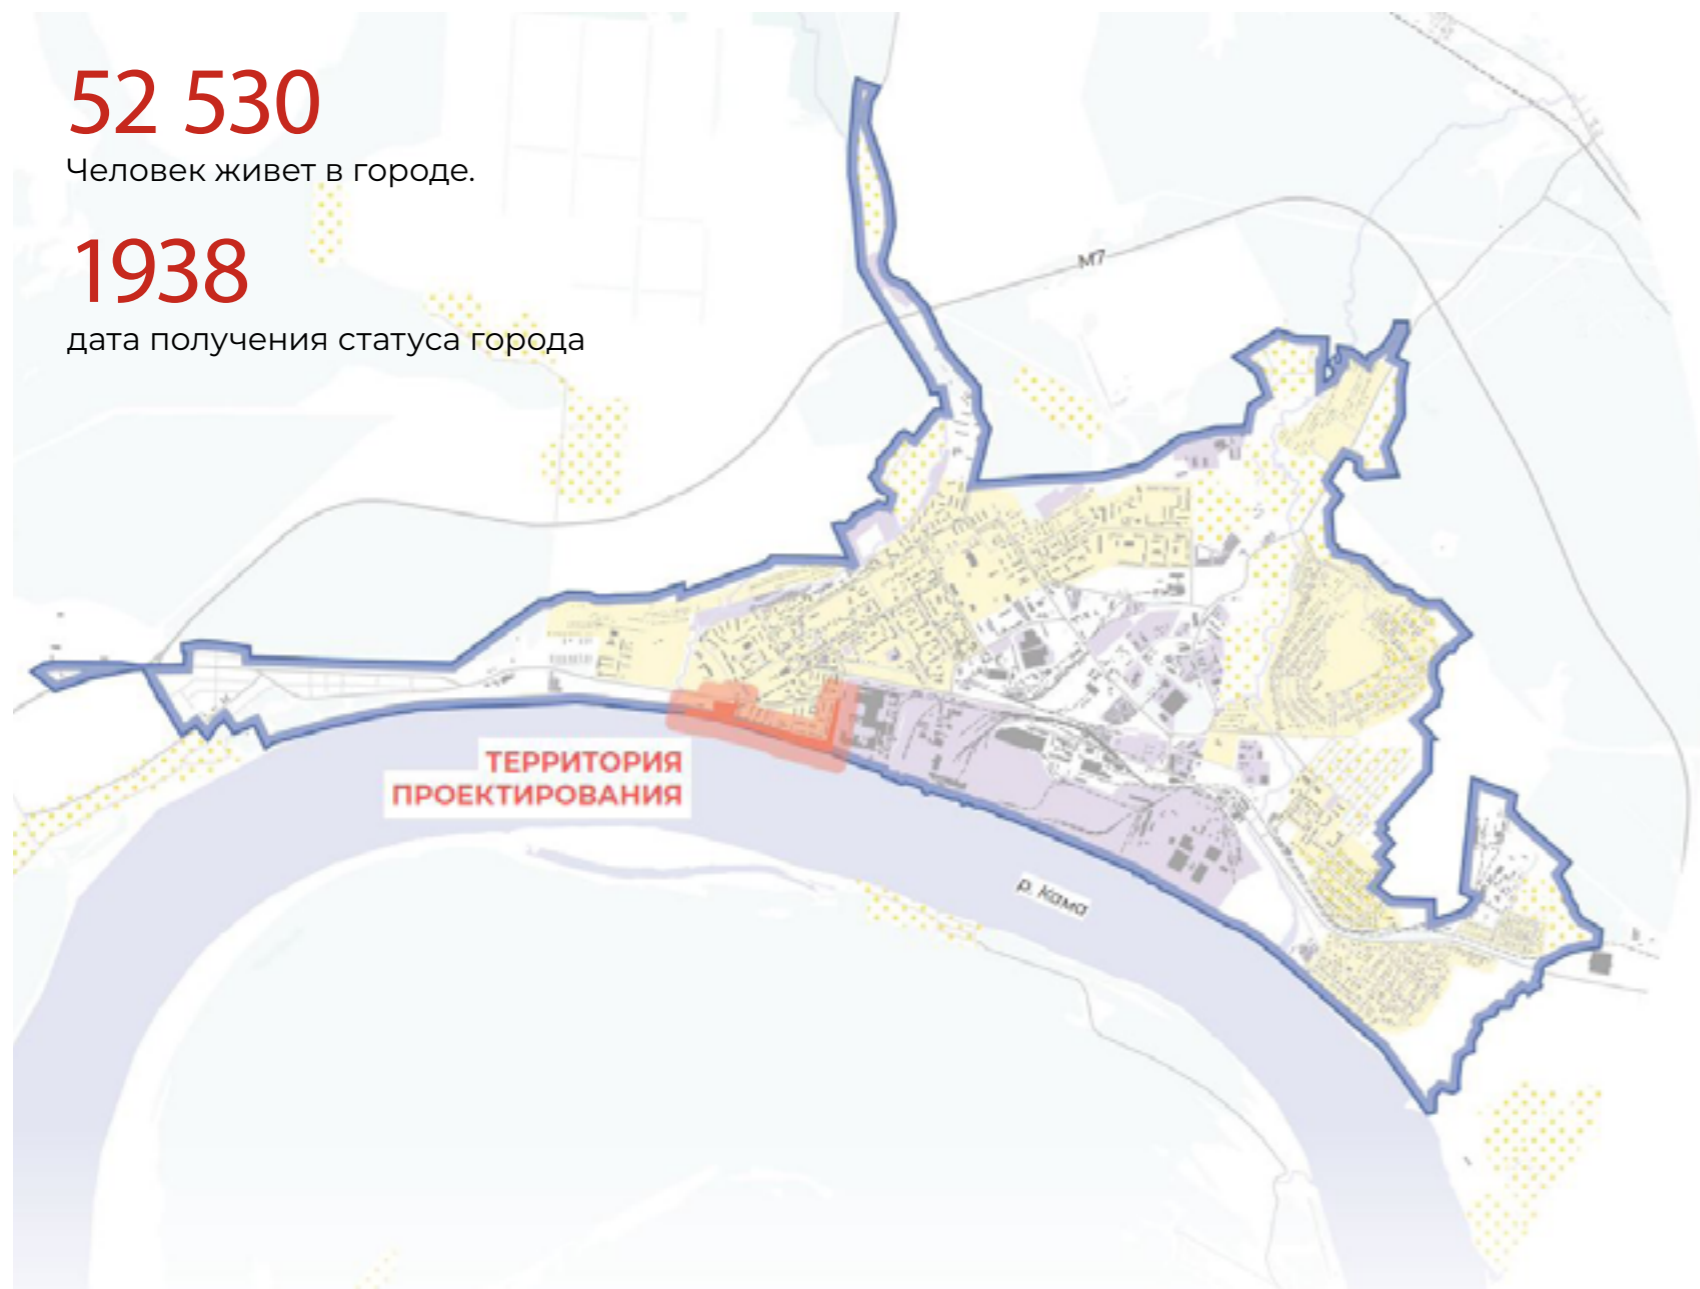 52 530
Человек живет в городе.
1938
дата получения статуса города
М7
ТЕРРИТОРИЯ
ПРОЕКТИРОВАНИЯ
р. Кама